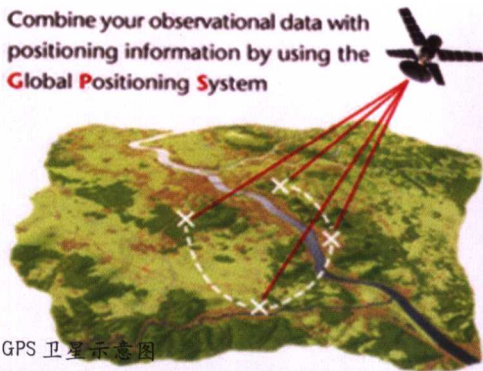 Combine your observational data with
positioning information by using the
Global Positioning System
GPS 卫星示意图